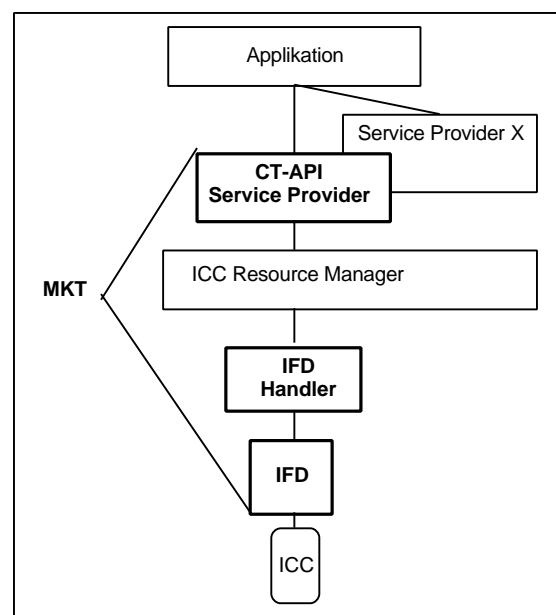 Applikation
Service Provider X
CT-API
Service Provider
ICC Resource Manager
MKT
IFD
Handler
IFD
ICC